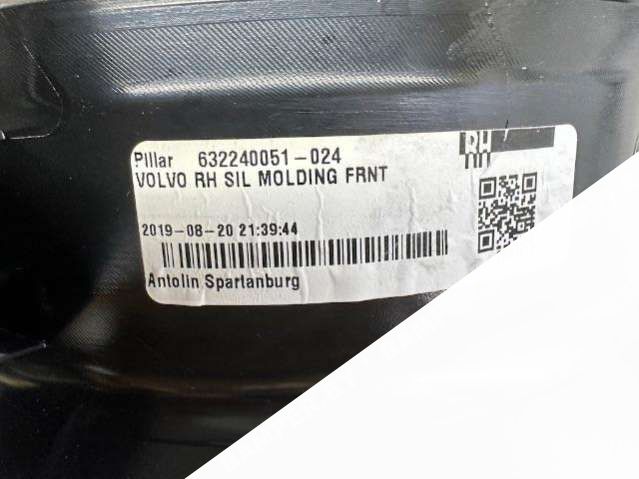 RH
Pillar 632240051-024
VOLVO RH SIL MOLDING FRNT
2019-08-20 21:39:44
Antolin Spartanburg